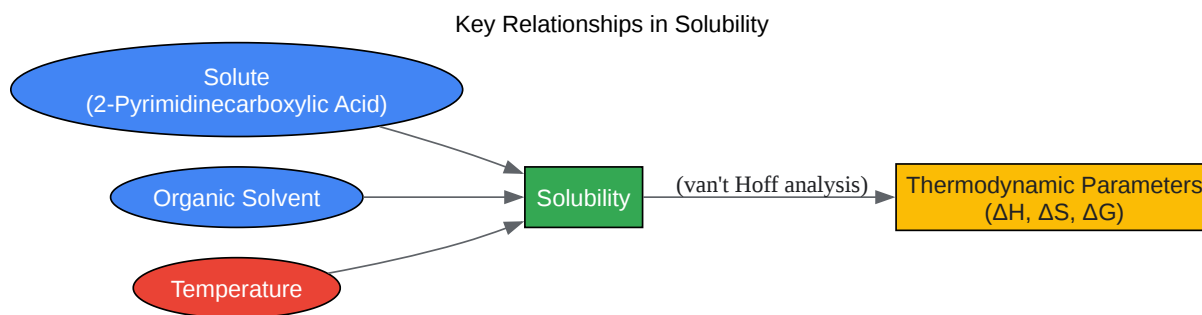 Key Relationships in Solubility
Solute
(2-Pyrimidinecarboxylic Acid)
Organic Solvent
Temperature
Solubility
(van't Hoff analysis)
Thermodynamic Parameters
(ΔH, ΔS, ΔG)